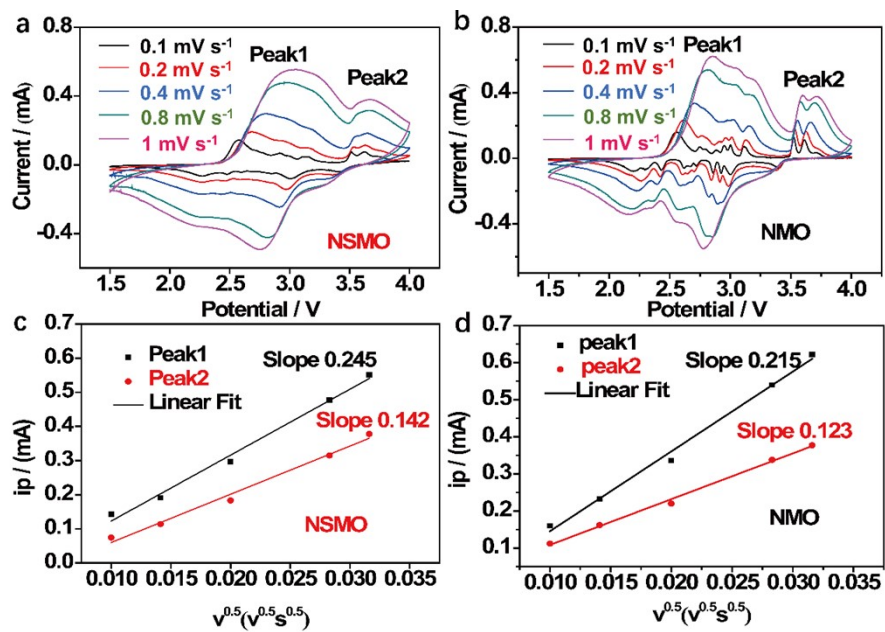 a
0.8
0.4
0.0
-0.4
Current / (mA)
0.1 mV s⁻¹
0.2 mV s⁻¹
0.4 mV s⁻¹
0.8 mV s⁻¹
1 mV s⁻¹
Peak1
Peak2
NSMO
1.5 2.0 2.5 3.0 3.5 4.0
Potential / V
b
0.8
0.4
0.0
-0.4
Current / (mA)
0.1 mV s⁻¹
0.2 mV s⁻¹
0.4 mV s⁻¹
0.8 mV s⁻¹
1 mV s⁻¹
Peak1
Peak2
NMO
1.5 2.0 2.5 3.0 3.5 4.0
Potential / V
c
0.7
0.6
0.5
0.4
0.3
0.2
0.1
0.0
ip / (mA)
Peak1
Peak2
Linear Fit
Slope 0.245
Slope 0.142
NSMO
0.010 0.015 0.020 0.025 0.030 0.035
v⁰·⁵(v⁰·⁵s⁰·⁵)
d
0.7
0.6
0.5
0.4
0.3
0.2
0.1
ip / (mA)
peak1
peak2
Linear Fit
Slope 0.215
Slope 0.123
NMO
0.010 0.015 0.020 0.025 0.030 0.035
v⁰·⁵(v⁰·⁵s⁰·⁵)